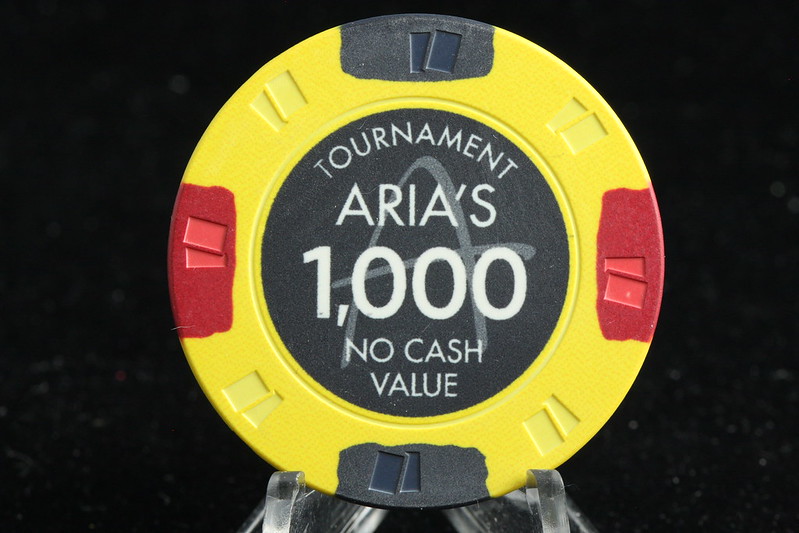 TOURNAMENT
ARIA'S
1,000
NO CASH
VALUE